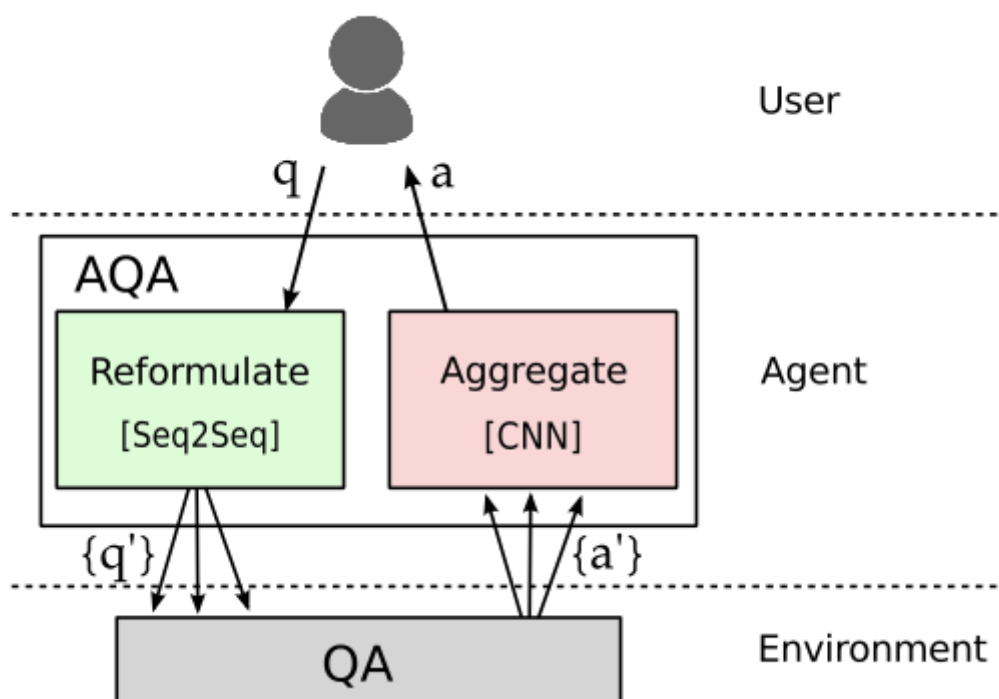 User
q
a
AQA
Reformulate
[Seq2Seq]
Aggregate
[CNN]
Agent
{q'}
{a'}
QA
Environment